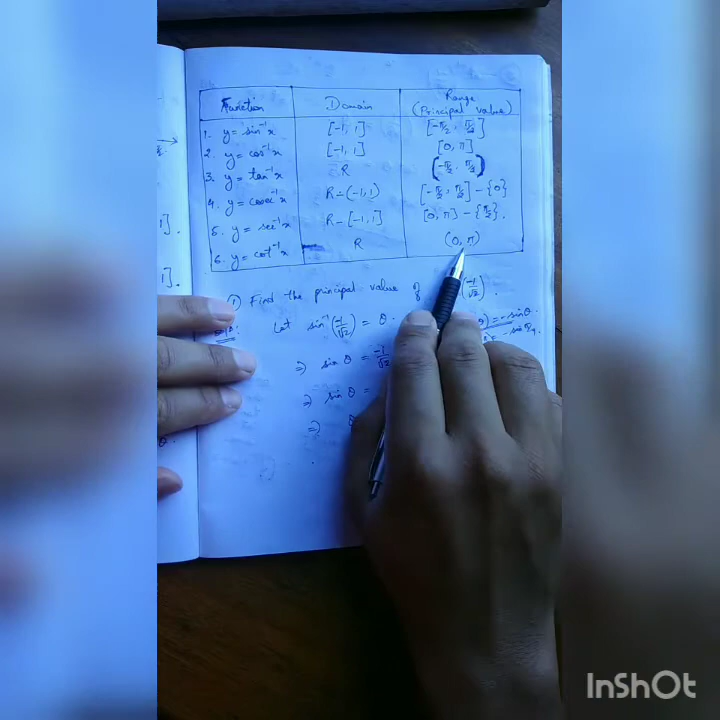 Function Domain Range
(Principal value)
1. y = sin⁻¹x [-1, 1] [-π/2, π/2]
2. y = cos⁻¹x [-1, 1] [0, π]
3. y = tan⁻¹x R (-π/2, π/2)
4. y = cosec⁻¹x R-(-1, 1) [-π/2, π/2] - {0}
5. y = sec⁻¹x R-[-1, 1] [0, π] - {π/2}.
6. y = cot⁻¹x R (0, π)
① Find the principal value of (-1/√2).
Let sin⁻¹(-1/√2) = θ. θ) = -sinθ.
⇒ sin θ = -1/√2
⇒ sin θ =
⇒ θ
InShOt